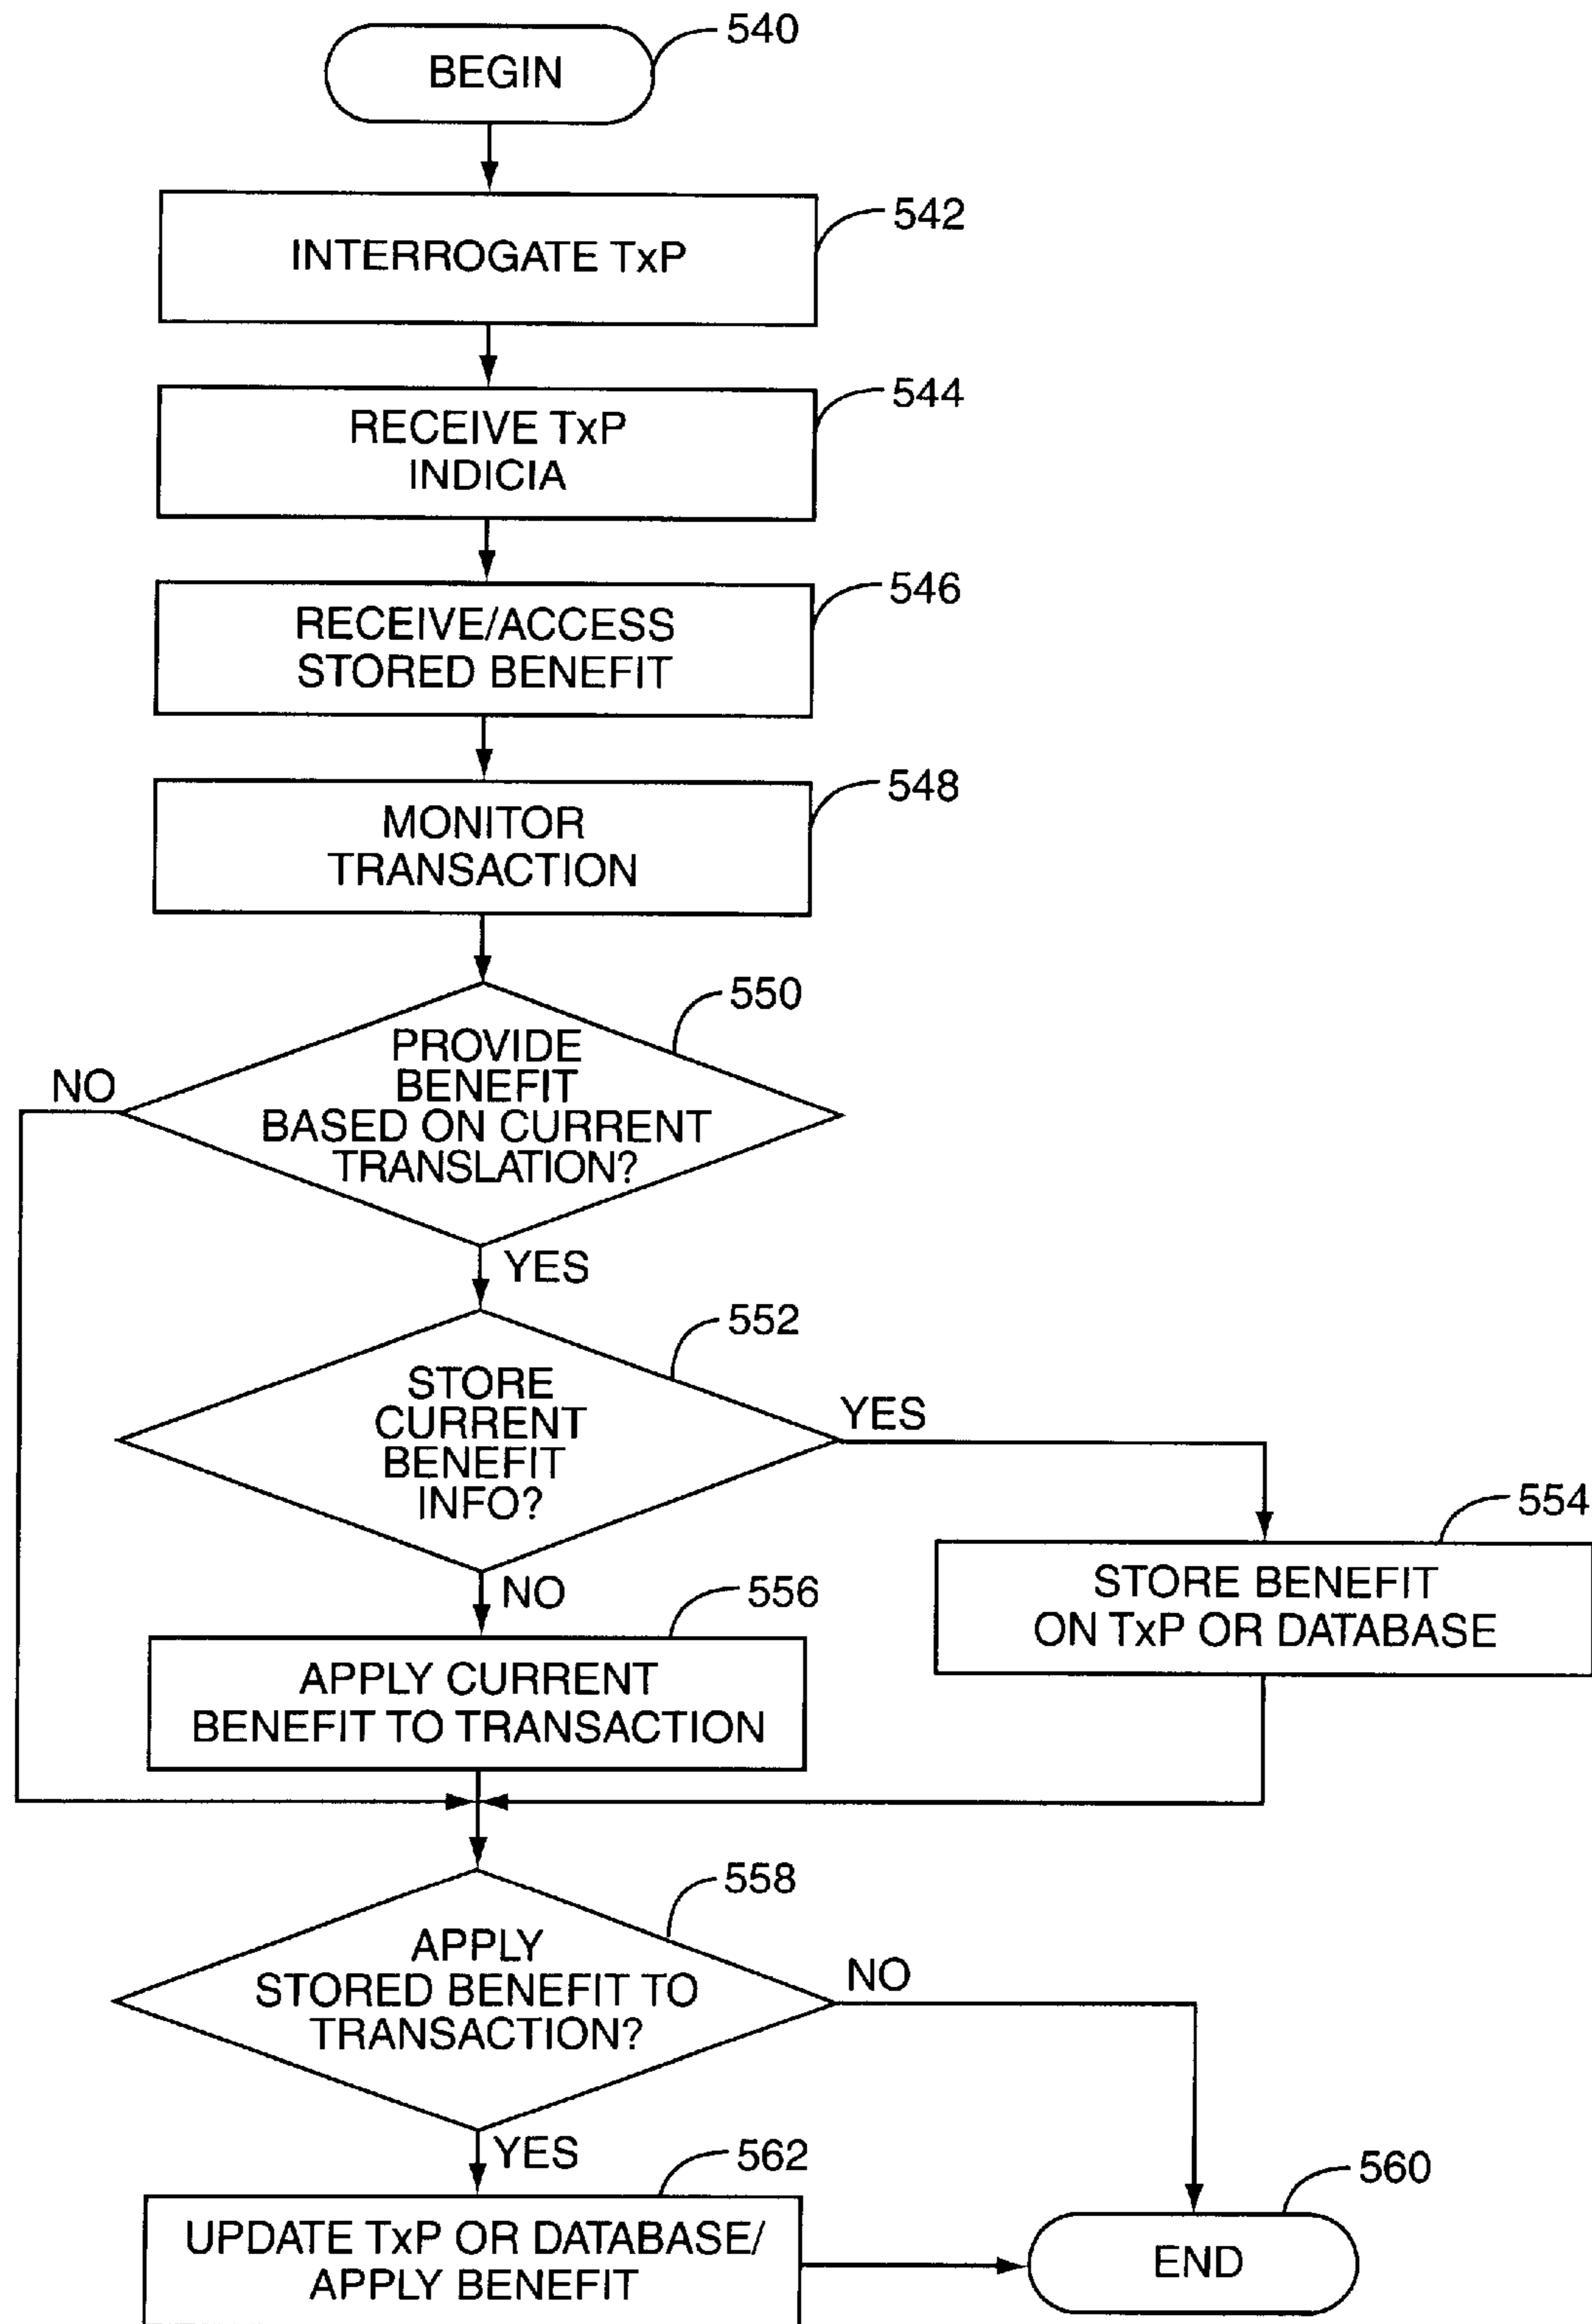 540
BEGIN
542
INTERROGATE TxP
544
RECEIVE TxP
INDICIA
546
RECEIVE/ACCESS
STORED BENEFIT
548
MONITOR
TRANSACTION
550
PROVIDE
BENEFIT
BASED ON CURRENT
TRANSLATION?
NO
YES
552
STORE
CURRENT
BENEFIT
INFO?
YES
554
STORE BENEFIT
ON TxP OR DATABASE
NO
556
APPLY CURRENT
BENEFIT TO TRANSACTION
558
APPLY
STORED BENEFIT TO
TRANSACTION?
NO
YES
562
UPDATE TxP OR DATABASE/
APPLY BENEFIT
560
END